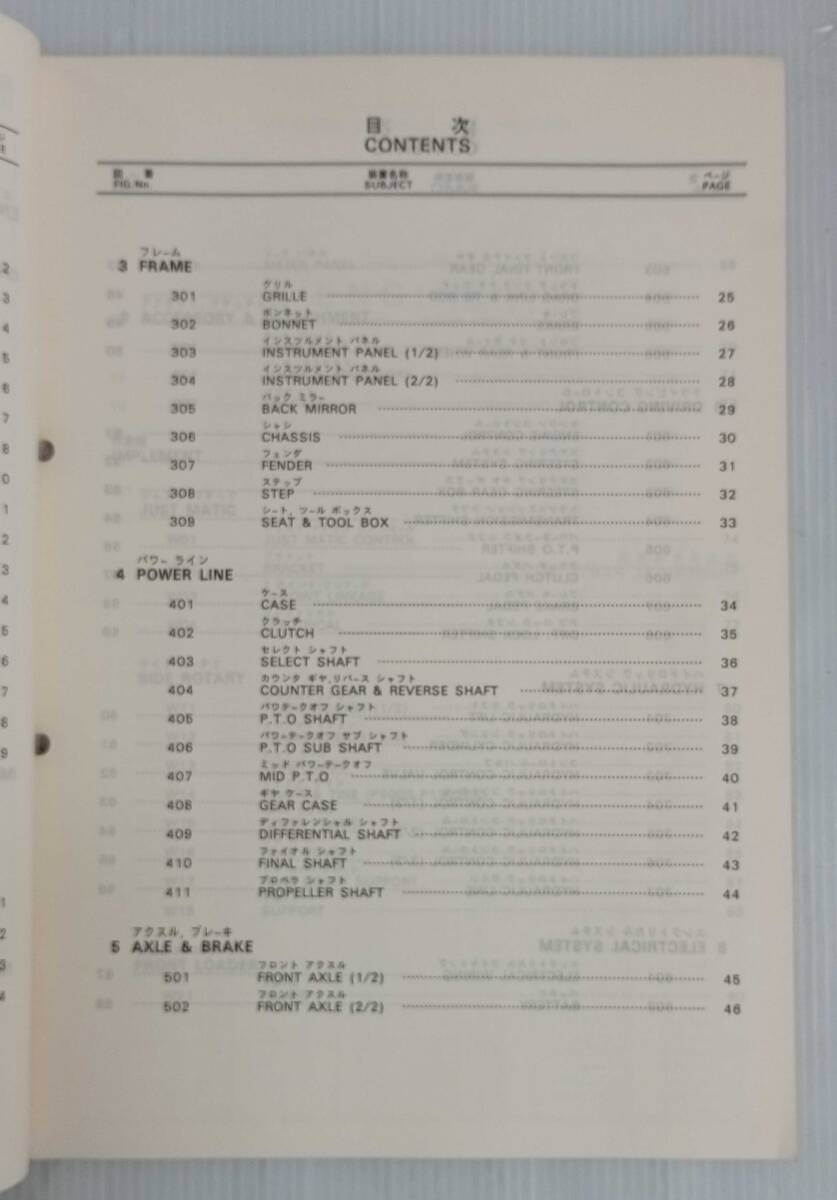 目 次
CONTENTS
図 番 装置名称 ページ
FIG.No. SUBJECT PAGE
フレーム
3 FRAME
グリル
301 GRILLE 25
ボンネット
302 BONNET 26
インスツルメント パネル
303 INSTRUMENT PANEL (1/2) 27
インスツルメント パネル
304 INSTRUMENT PANEL (2/2) 28
バック ミラー
305 BACK MIRROR 29
シャシ
306 CHASSIS 30
フェンダ
307 FENDER 31
ステップ
308 STEP 32
シート, ツール ボックス
309 SEAT & TOOL BOX 33
パワー ライン
4 POWER LINE
ケース
401 CASE 34
クラッチ
402 CLUTCH 35
セレクト シャフト
403 SELECT SHAFT 36
カウンタ ギヤ,リバース シャフト
404 COUNTER GEAR & REVERSE SHAFT 37
パワテークオフ シャフト
405 P.T.O SHAFT 38
パワーテークオフ サブ シャフト
406 P.T.O SUB SHAFT 39
ミッド パワーテークオフ
407 MID P.T.O 40
ギヤ ケース
408 GEAR CASE 41
ディファレンシャル シャフト
409 DIFFERENTIAL SHAFT 42
ファイナル シャフト
410 FINAL SHAFT 43
プロペラ シャフト
411 PROPELLER SHAFT 44
アクスル, ブレーキ
5 AXLE & BRAKE
フロント アクスル
501 FRONT AXLE (1/2) 45
フロント アクスル
502 FRONT AXLE (2/2) 46